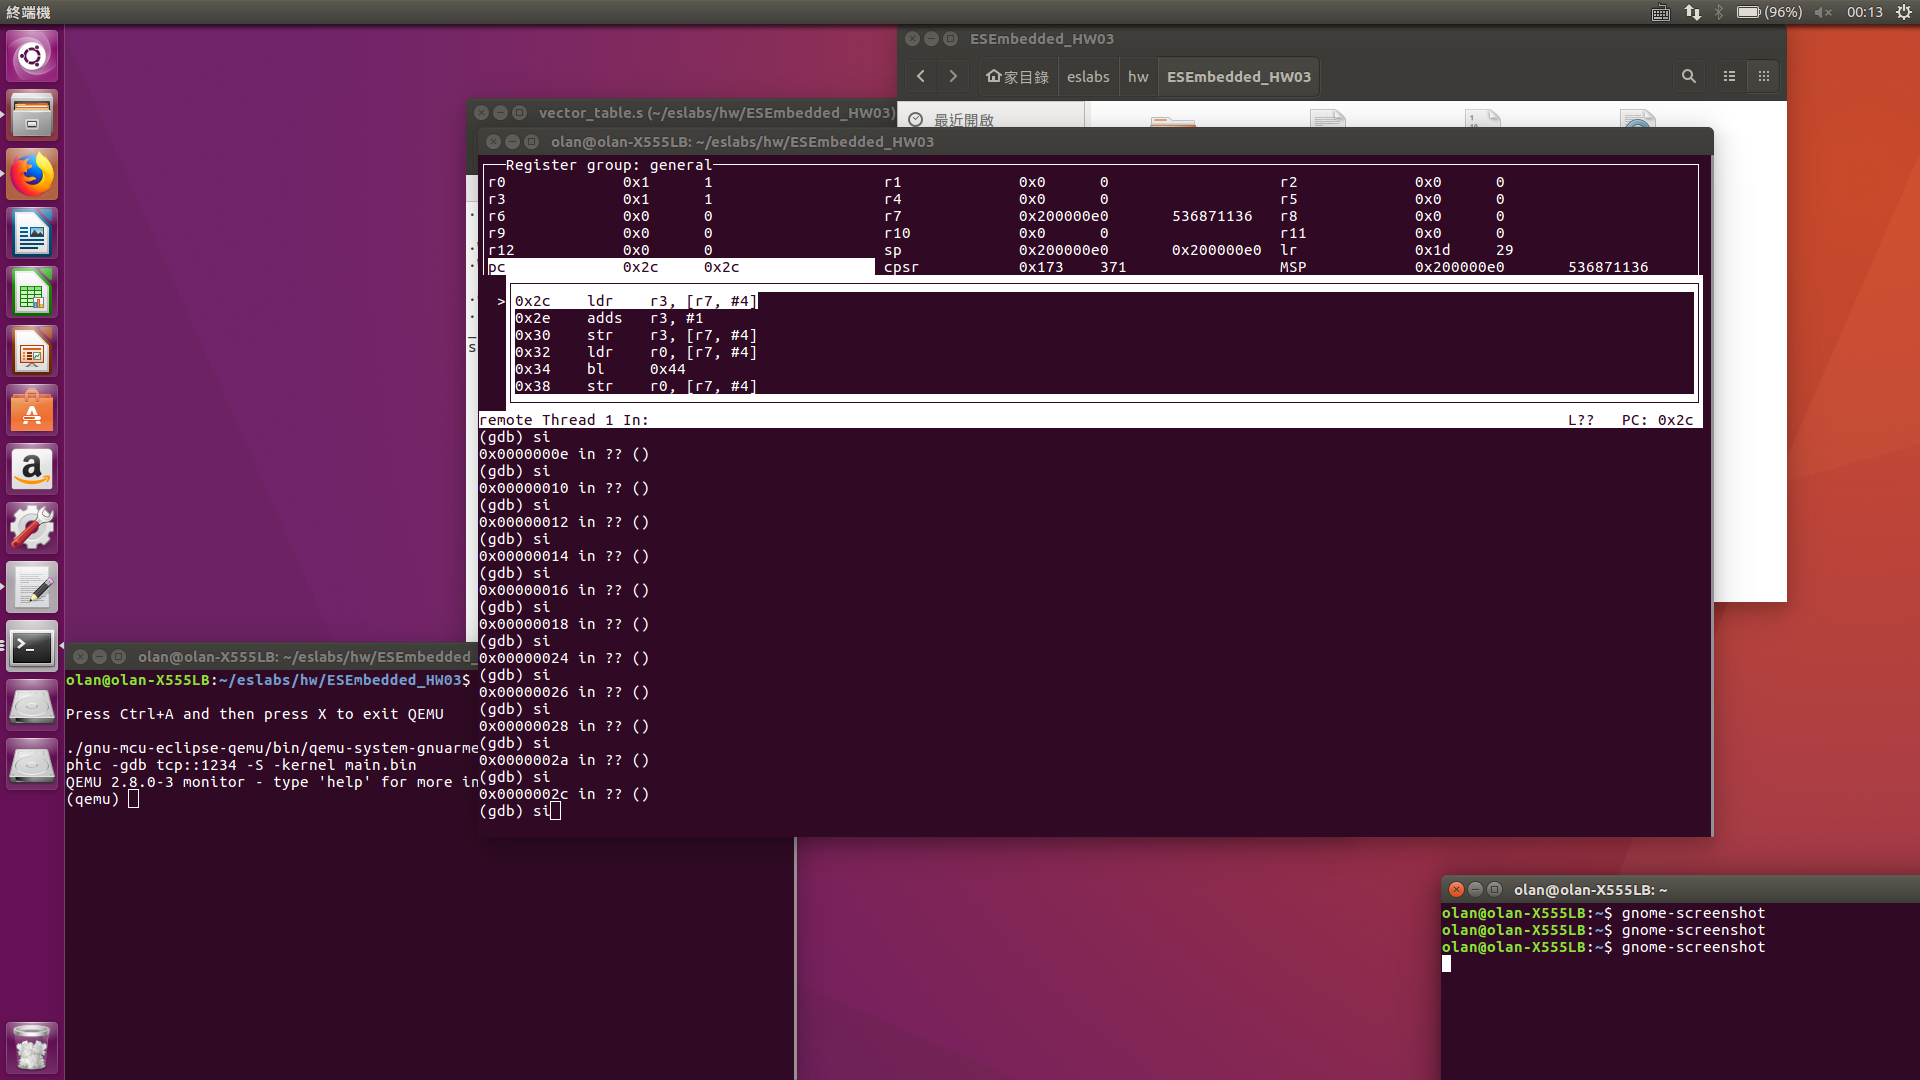 終端機
(96%) 00:13
ESEmbedded_HW03
家目錄 eslabs hw ESEmbedded_HW03
最近開啟
vector_table.s (~/eslabs/hw/ESEmbedded_HW03)
olan@olan-X555LB: ~/eslabs/hw/ESEmbedded_HW03
Register group: general
r0 0x1 1 r1 0x0 0 r2 0x0 0
r3 0x1 1 r4 0x0 0 r5 0x0 0
r6 0x0 0 r7 0x200000e0 536871136 r8 0x0 0
r9 0x0 0 r10 0x0 0 r11 0x0 0
r12 0x0 0 sp 0x200000e0 0x200000e0 lr 0x1d 29
pc 0x2c 0x2c cpsr 0x173 371 MSP 0x200000e0 536871136
> 0x2c ldr r3, [r7, #4]
0x2e adds r3, #1
0x30 str r3, [r7, #4]
0x32 ldr r0, [r7, #4]
0x34 bl 0x44
0x38 str r0, [r7, #4]
remote Thread 1 In: L?? PC: 0x2c
(gdb) si
0x0000000e in ?? ()
(gdb) si
0x00000010 in ?? ()
(gdb) si
0x00000012 in ?? ()
(gdb) si
0x00000014 in ?? ()
(gdb) si
0x00000016 in ?? ()
(gdb) si
0x00000018 in ?? ()
(gdb) si
0x00000024 in ?? ()
(gdb) si
0x00000026 in ?? ()
(gdb) si
0x00000028 in ?? ()
(gdb) si
0x0000002a in ?? ()
(gdb) si
0x0000002c in ?? ()
(gdb) si
olan@olan-X555LB: ~/eslabs/hw/ESEmbedded_
olan@olan-X555LB:~/eslabs/hw/ESEmbedded_HW03$
Press Ctrl+A and then press X to exit QEMU
./gnu-mcu-eclipse-qemu/bin/qemu-system-gnuarme
phic -gdb tcp::1234 -S -kernel main.bin
QEMU 2.8.0-3 monitor - type 'help' for more in
(qemu)
olan@olan-X555LB: ~
olan@olan-X555LB:~$ gnome-screenshot
olan@olan-X555LB:~$ gnome-screenshot
olan@olan-X555LB:~$ gnome-screenshot